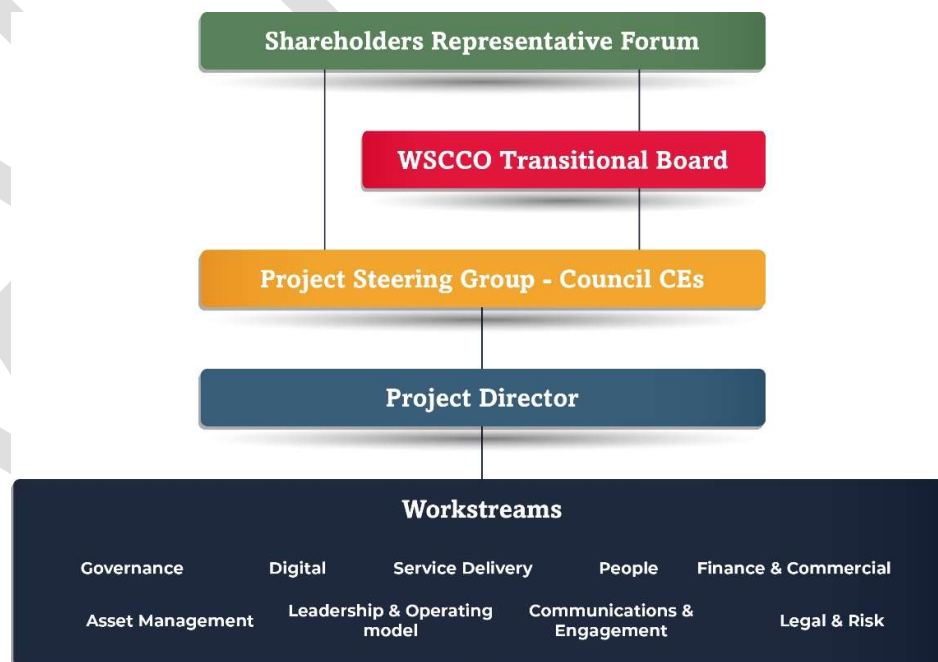 Shareholders Representative Forum
WSCCO Transitional Board
Project Steering Group - Council CEs
Project Director
Workstreams
Governance Digital Service Delivery People Finance & Commercial
Asset Management Leadership & Operating model Communications & Engagement Legal & Risk